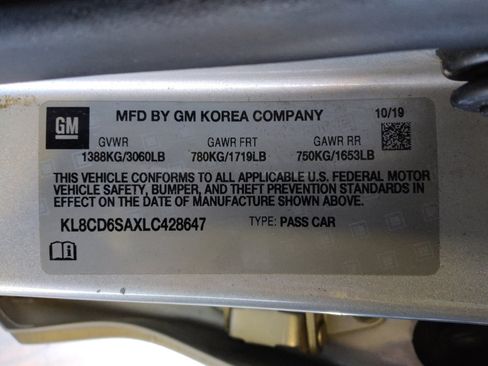 GM
MFD BY GM KOREA COMPANY
10/19
GVWR GAWR FRT GAWR RR
1388KG/3060LB 780KG/1719LB 750KG/1653LB
THIS VEHICLE CONFORMS TO ALL APPLICABLE U.S. FEDERAL MOTOR
VEHICLE SAFETY, BUMPER, AND THEFT PREVENTION STANDARDS IN
EFFECT ON THE DATE OF MANUFACTURE SHOWN ABOVE.
KL8CD6SAXLC428647 TYPE: PASS CAR